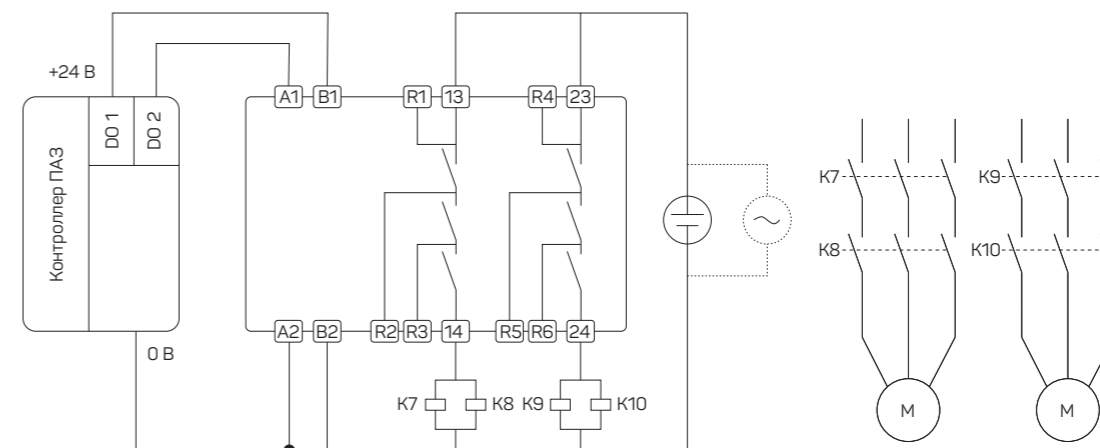 +24 В
DO 1
DO 2
Контроллер ПАЗ
0 В
A1
B1
R1
13
R4
23
A2
B2
R2
R3
14
R5
R6
24
K7
K8
K9
K10
K7
K9
K8
K10
M
M